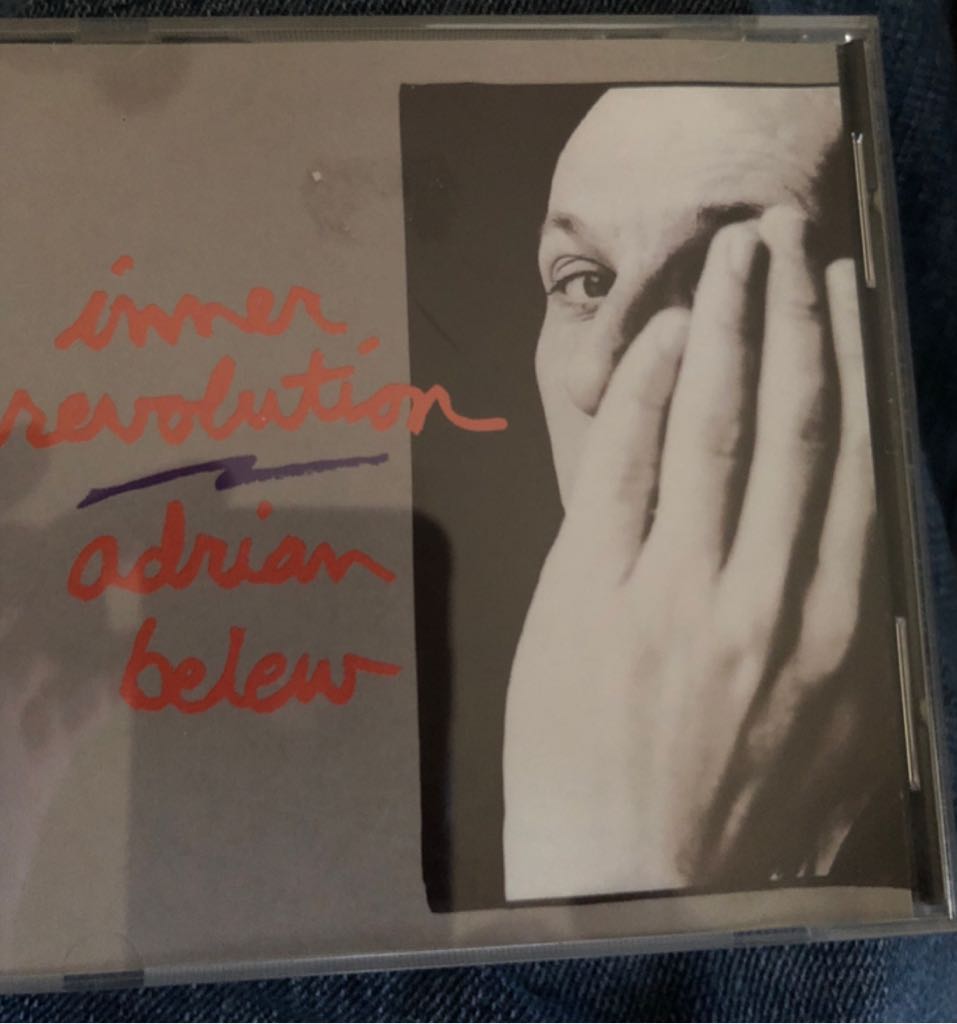 inner
revolution
adrian
belew